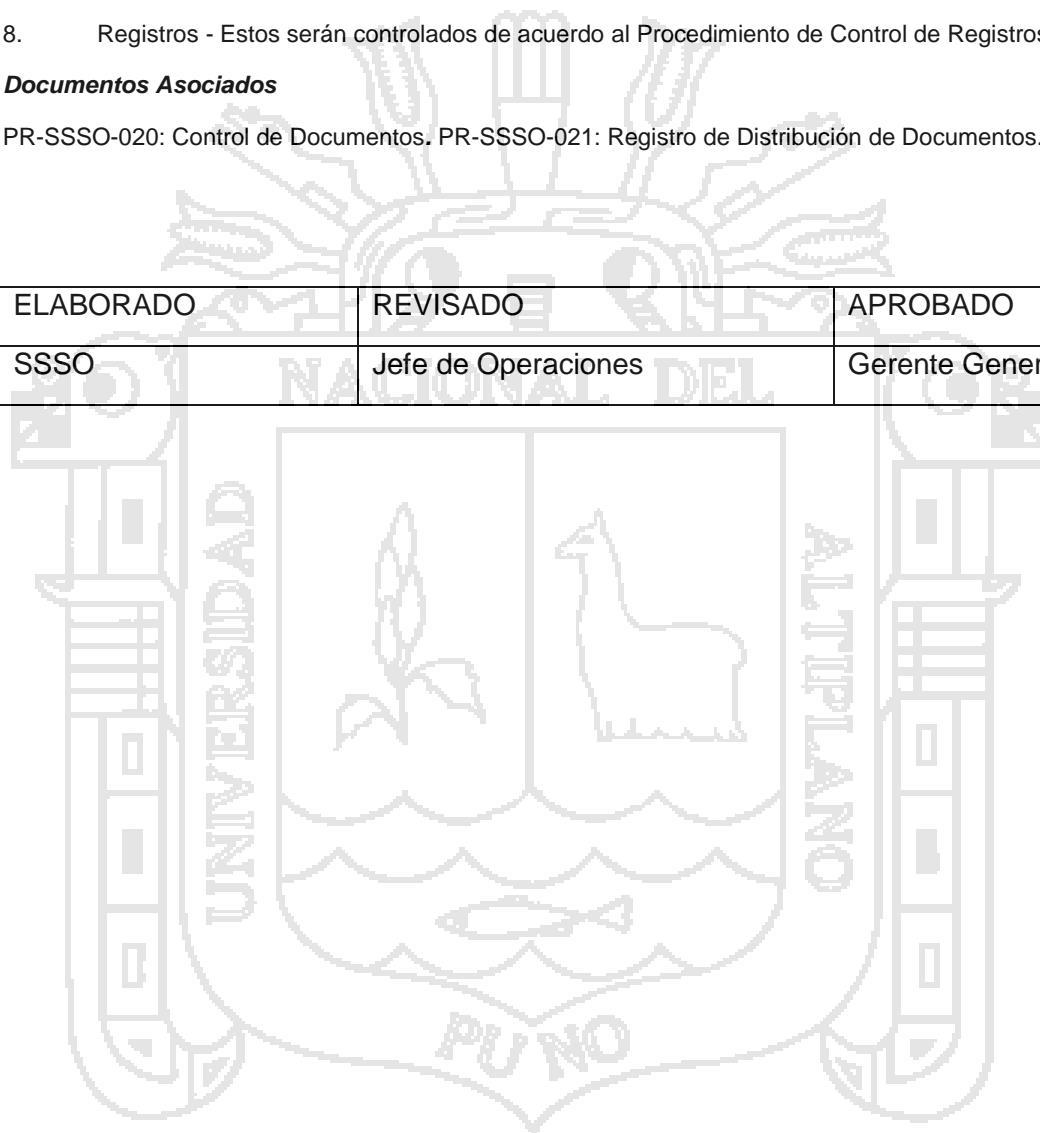 8. Registros - Estos serán controlados de acuerdo al Procedimiento de Control de Registros
Documentos Asociados
PR-SSSO-020: Control de Documentos. PR-SSSO-021: Registro de Distribución de Documentos.
ELABORADO REVISADO APROBADO
SSSO Jefe de Operaciones Gerente Gener
NACIONAL DEL
UNIVERSIDAD
ALTIPLANO
PUNO